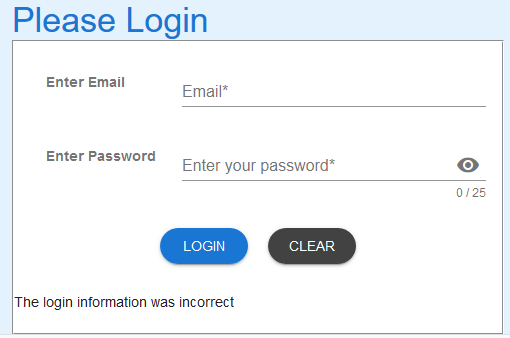 Please Login
Enter Email
Email*
Enter Password
Enter your password*
0 / 25
LOGIN CLEAR
The login information was incorrect